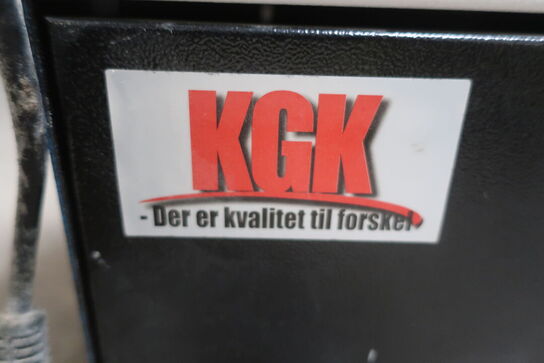 KGK
- Der er kvalitet til forskel